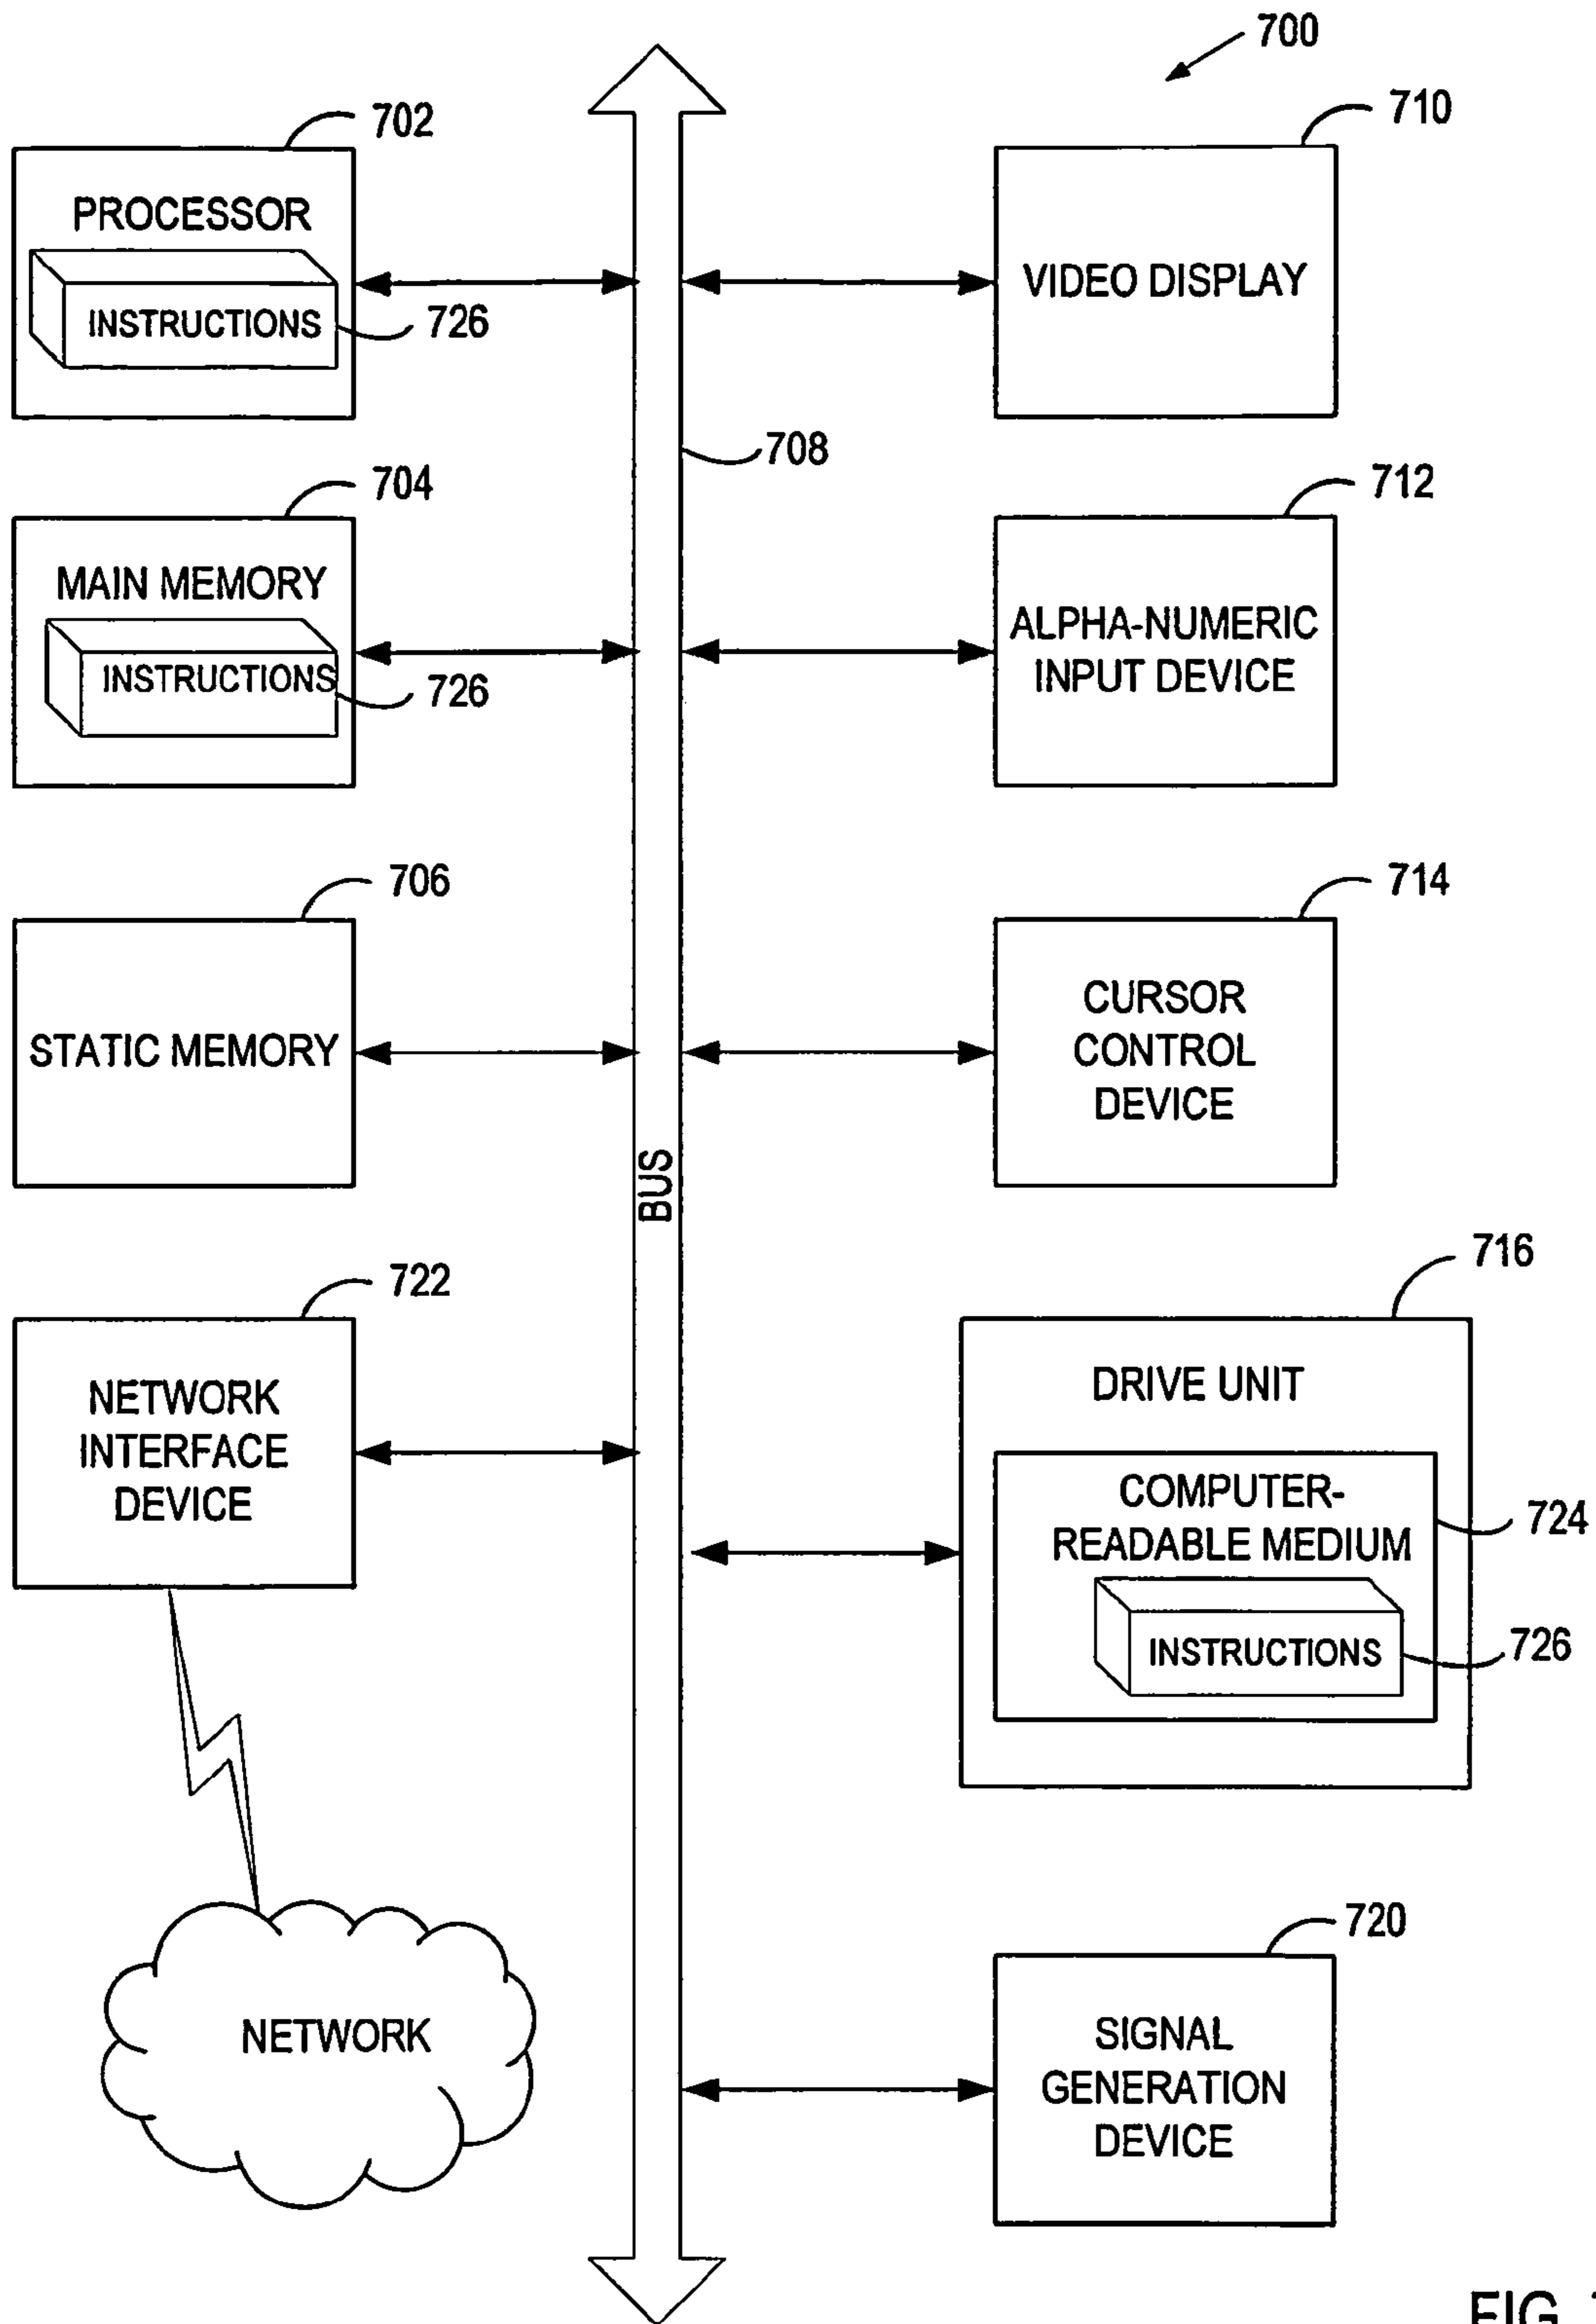 700
702
PROCESSOR
INSTRUCTIONS
726
710
VIDEO DISPLAY
708
704
MAIN MEMORY
INSTRUCTIONS
726
712
ALPHA-NUMERIC
INPUT DEVICE
706
STATIC MEMORY
714
CURSOR
CONTROL
DEVICE
BUS
722
NETWORK
INTERFACE
DEVICE
716
DRIVE UNIT
COMPUTER-
READABLE MEDIUM
724
INSTRUCTIONS
726
NETWORK
720
SIGNAL
GENERATION
DEVICE
FIG.